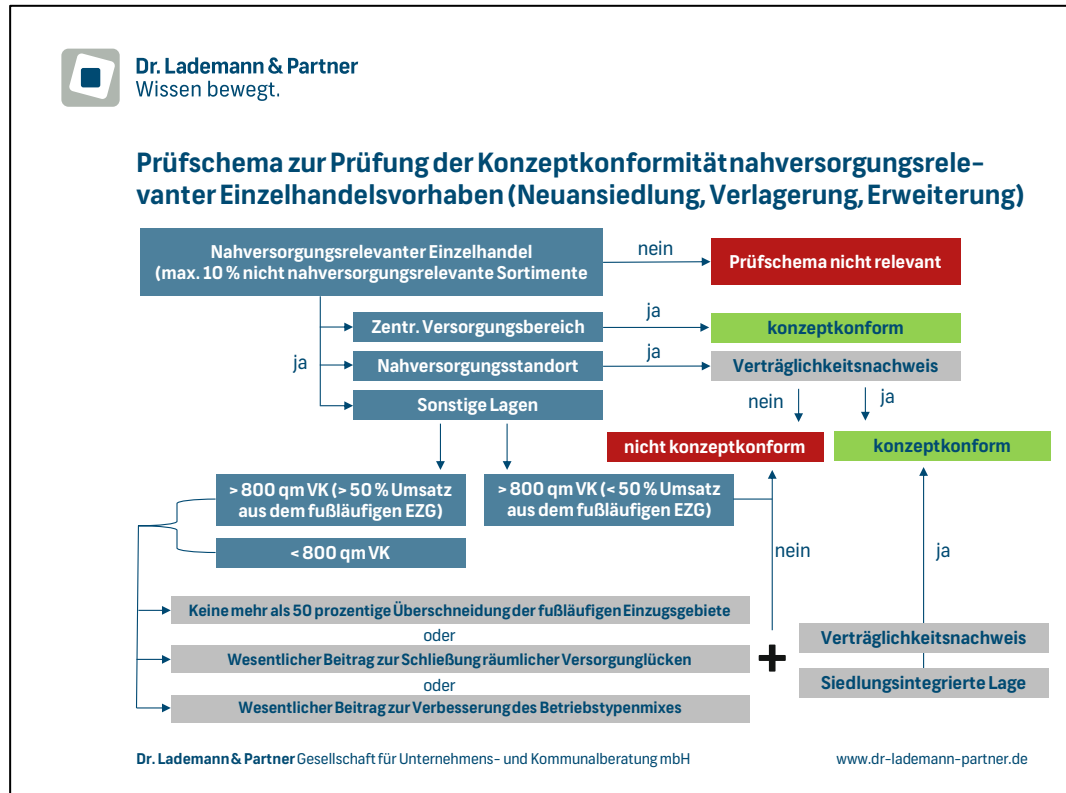 Dr. Lademann & Partner
Wissen bewegt.
Prüfschema zur Prüfung der Konzeptkonformität nahversorgungsrele-
vanter Einzelhandelsvorhaben (Neuansiedlung, Verlagerung, Erweiterung)
Nahversorgungsrelevanter Einzelhandel
(max. 10 % nicht nahversorgungsrelevante Sortimente
nein
Prüfschema nicht relevant
Zentr. Versorgungsbereich
ja
konzeptkonform
ja
Nahversorgungsstandort
ja
Verträglichkeitsnachweis
Sonstige Lagen
nein
ja
nicht konzeptkonform
konzeptkonform
> 800 qm VK (> 50 % Umsatz
aus dem fußläufigen EZG)
> 800 qm VK (< 50 % Umsatz
aus dem fußläufigen EZG)
< 800 qm VK
nein
ja
Keine mehr als 50 prozentige Überschneidung der fußläufigen Einzugsgebiete
oder
Wesentlicher Beitrag zur Schließung räumlicher Versorgunglücken
oder
Wesentlicher Beitrag zur Verbesserung des Betriebstypenmixes
+
Verträglichkeitsnachweis
Siedlungsintegrierte Lage
Dr. Lademann & Partner Gesellschaft für Unternehmens- und Kommunalberatung mbH
www.dr-lademann-partner.de